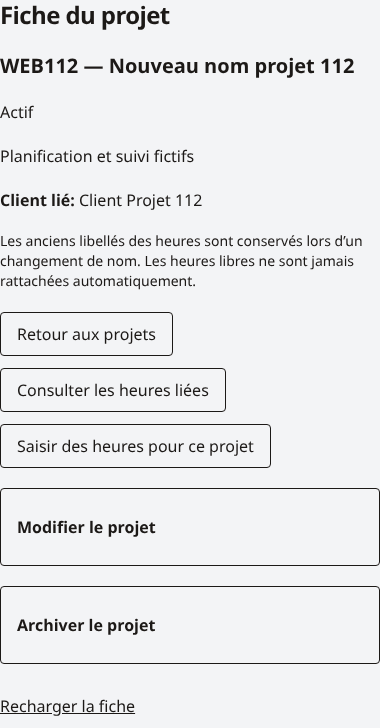 Fiche du projet
WEB112 — Nouveau nom projet 112
Actif
Planification et suivi fictifs
Client lié: Client Projet 112
Les anciens libellés des heures sont conservés lors d’un
changement de nom. Les heures libres ne sont jamais
rattachées automatiquement.
Retour aux projets
Consulter les heures liées
Saisir des heures pour ce projet
Modifier le projet
Archiver le projet
Recharger la fiche